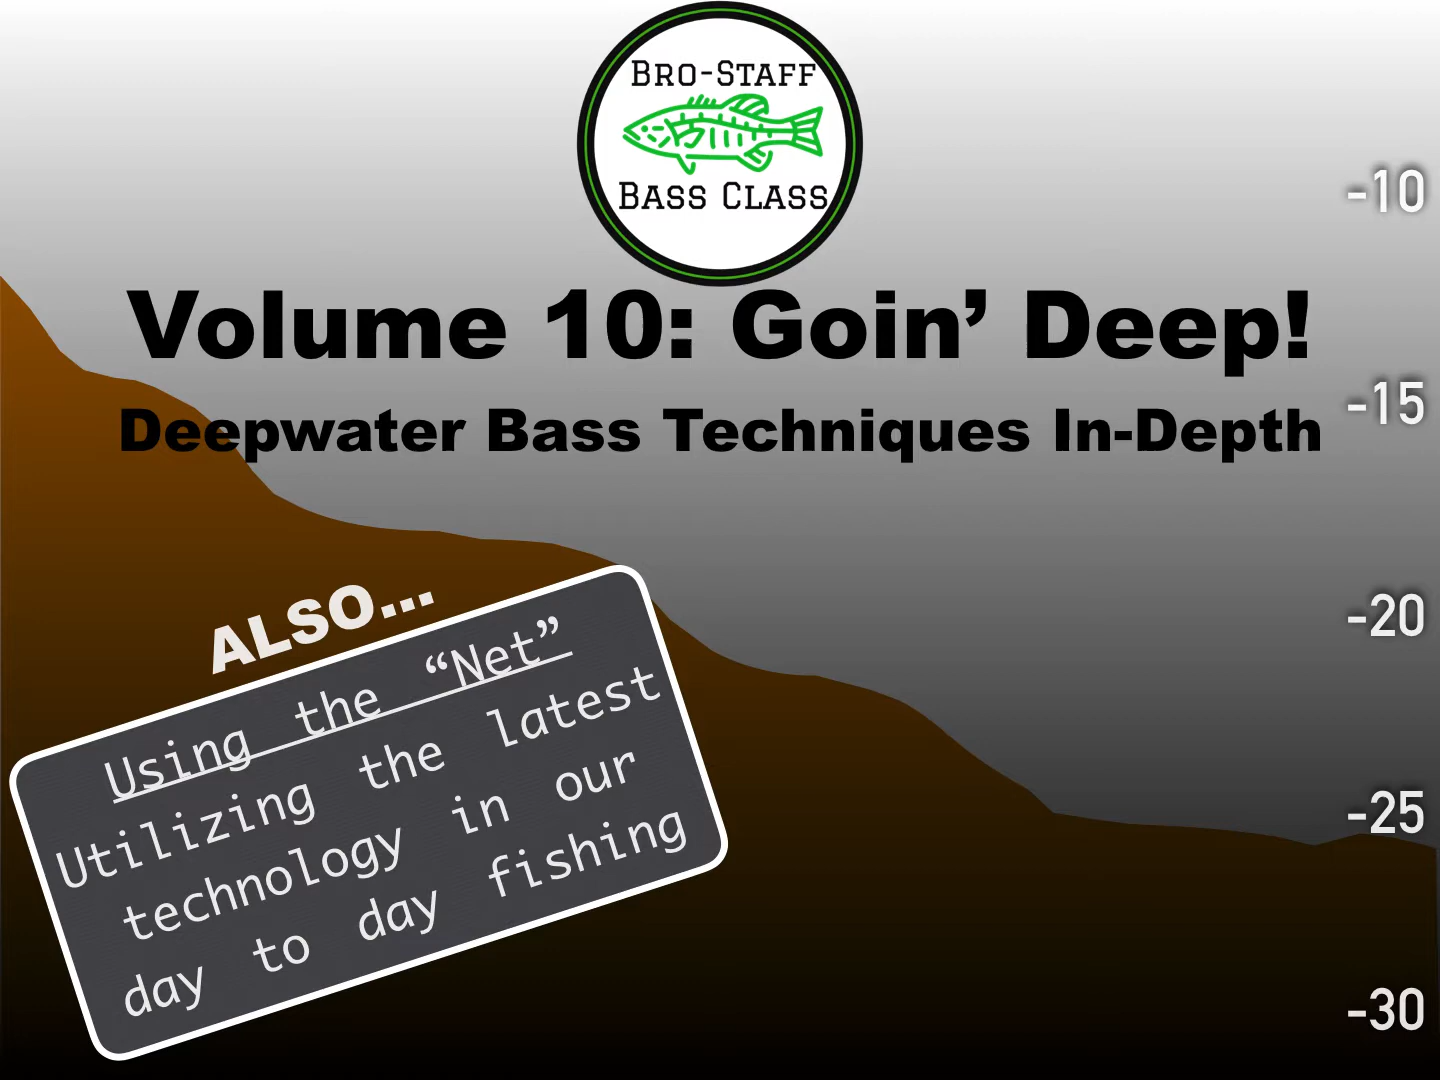 Bro-Staff
Bass Class
-10
Volume 10: Goin’ Deep!
-15
Deepwater Bass Techniques In-Depth
ALSO...
-20
Using the “Net”
Utilizing the latest
technology in our
day to day fishing
-25
-30